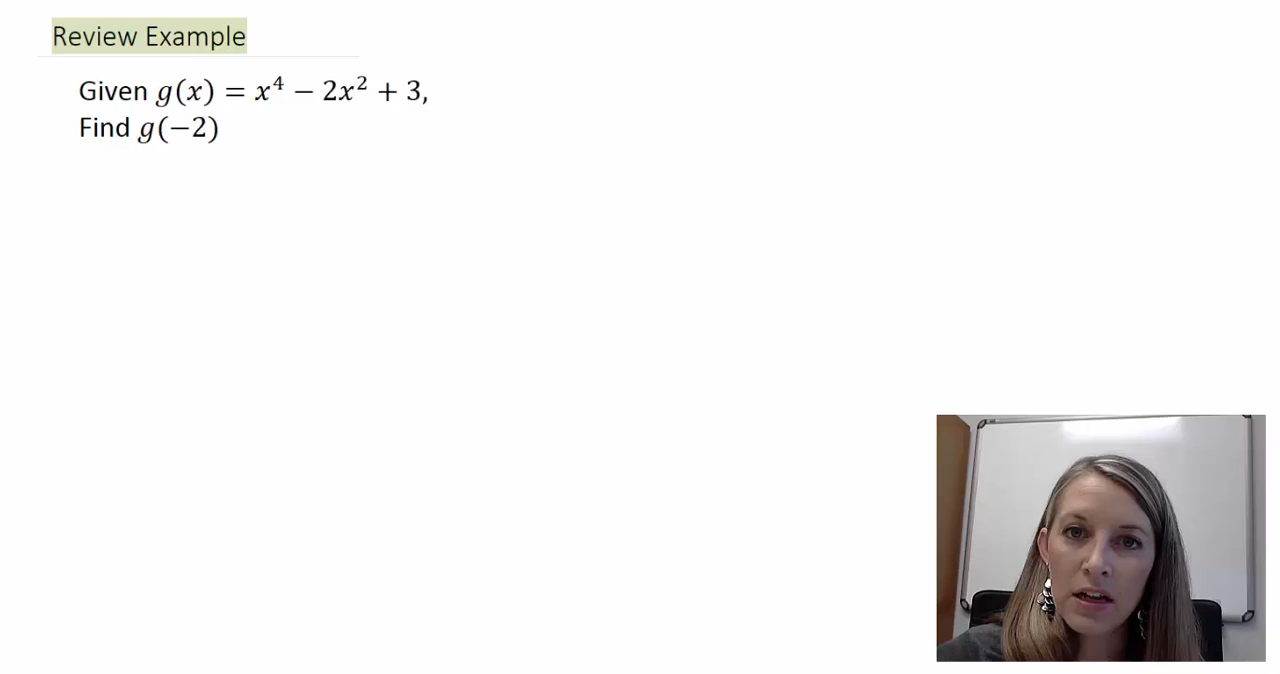 Review Example
Given g(x) = x⁴ − 2x² + 3,
Find g(−2)